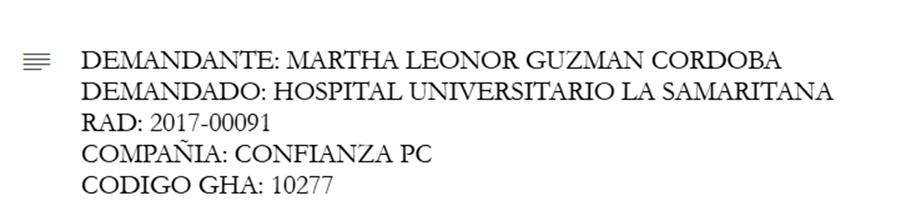 DEMANDANTE: MARTHA LEONOR GUZMAN CORDOBA
DEMANDADO: HOSPITAL UNIVERSITARIO LA SAMARITANA
RAD: 2017-00091
COMPAÑIA: CONFIANZA PC
CODIGO GHA: 10277